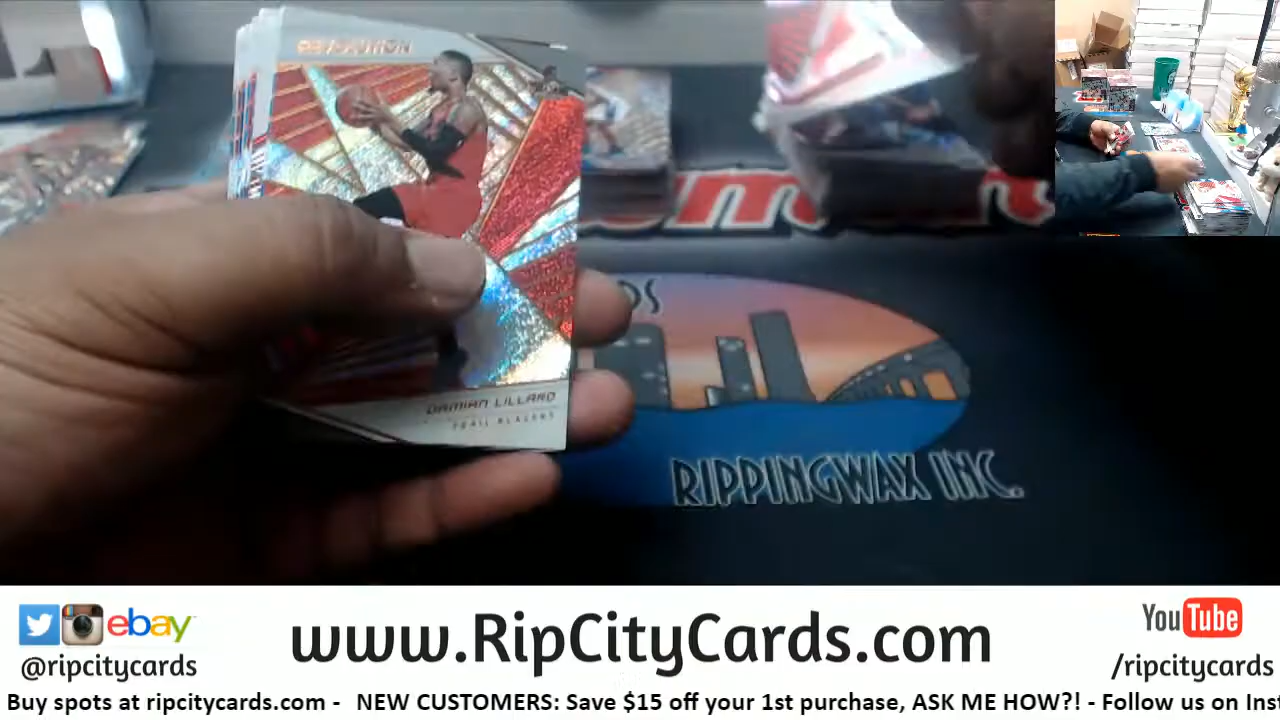 REVOLUTION
DAMIAN LILLARD
TRAIL BLAZERS
DS
RIPPINGWAX INC.
ebay
@ripcitycards
www.RipCityCards.com
YouTube
/ripcitycards
Buy spots at ripcitycards.com - NEW CUSTOMERS: Save $15 off your 1st purchase, ASK ME HOW?! - Follow us on Inst